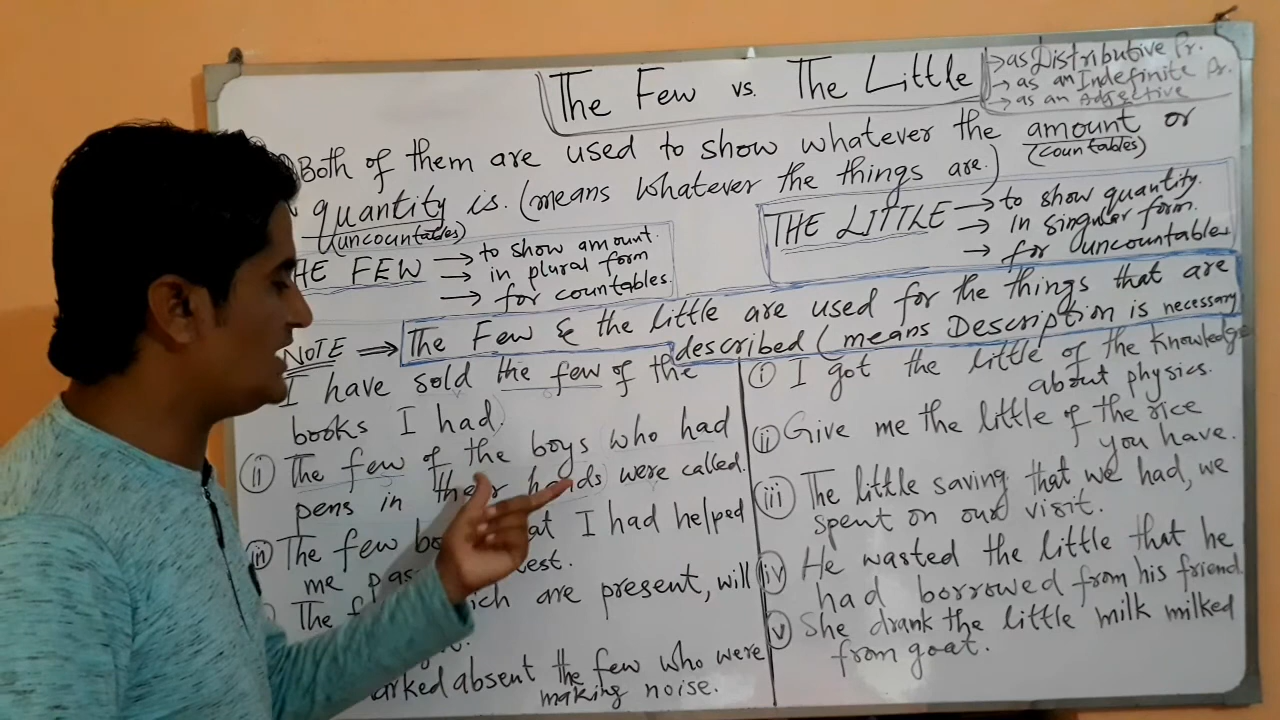 The Few vs. The Little
→ as Distributive Pr.
→ as an Indefinite Pr.
→ as an Adjective
Both of them are used to show whatever the amount or
(countables)
quantity is. (means whatever the things are.)
(uncountables)
HE FEW → to show amount.
→ in plural form
→ for countables.
THE LITTLE → to show quantity.
→ in singular form.
→ for uncountables
NOTE ⇒ The Few & the little are used for the things that are
described (means Description is necessary
I have sold the few of the
books I had.
(ii) The few of the boys who had
pens in their hands were called.
(iii) The few I had helped
me
The are present, will
absent the few who were
making noise.
(i) I got the little of the knowledge
about physics.
(ii) Give me the little of the rice
you have.
(iii) The little saving that we had, we
spent on our visit.
(iv) He wasted the little that he
had borrowed from his friend.
(v) She drank the little milk milked
from goat.